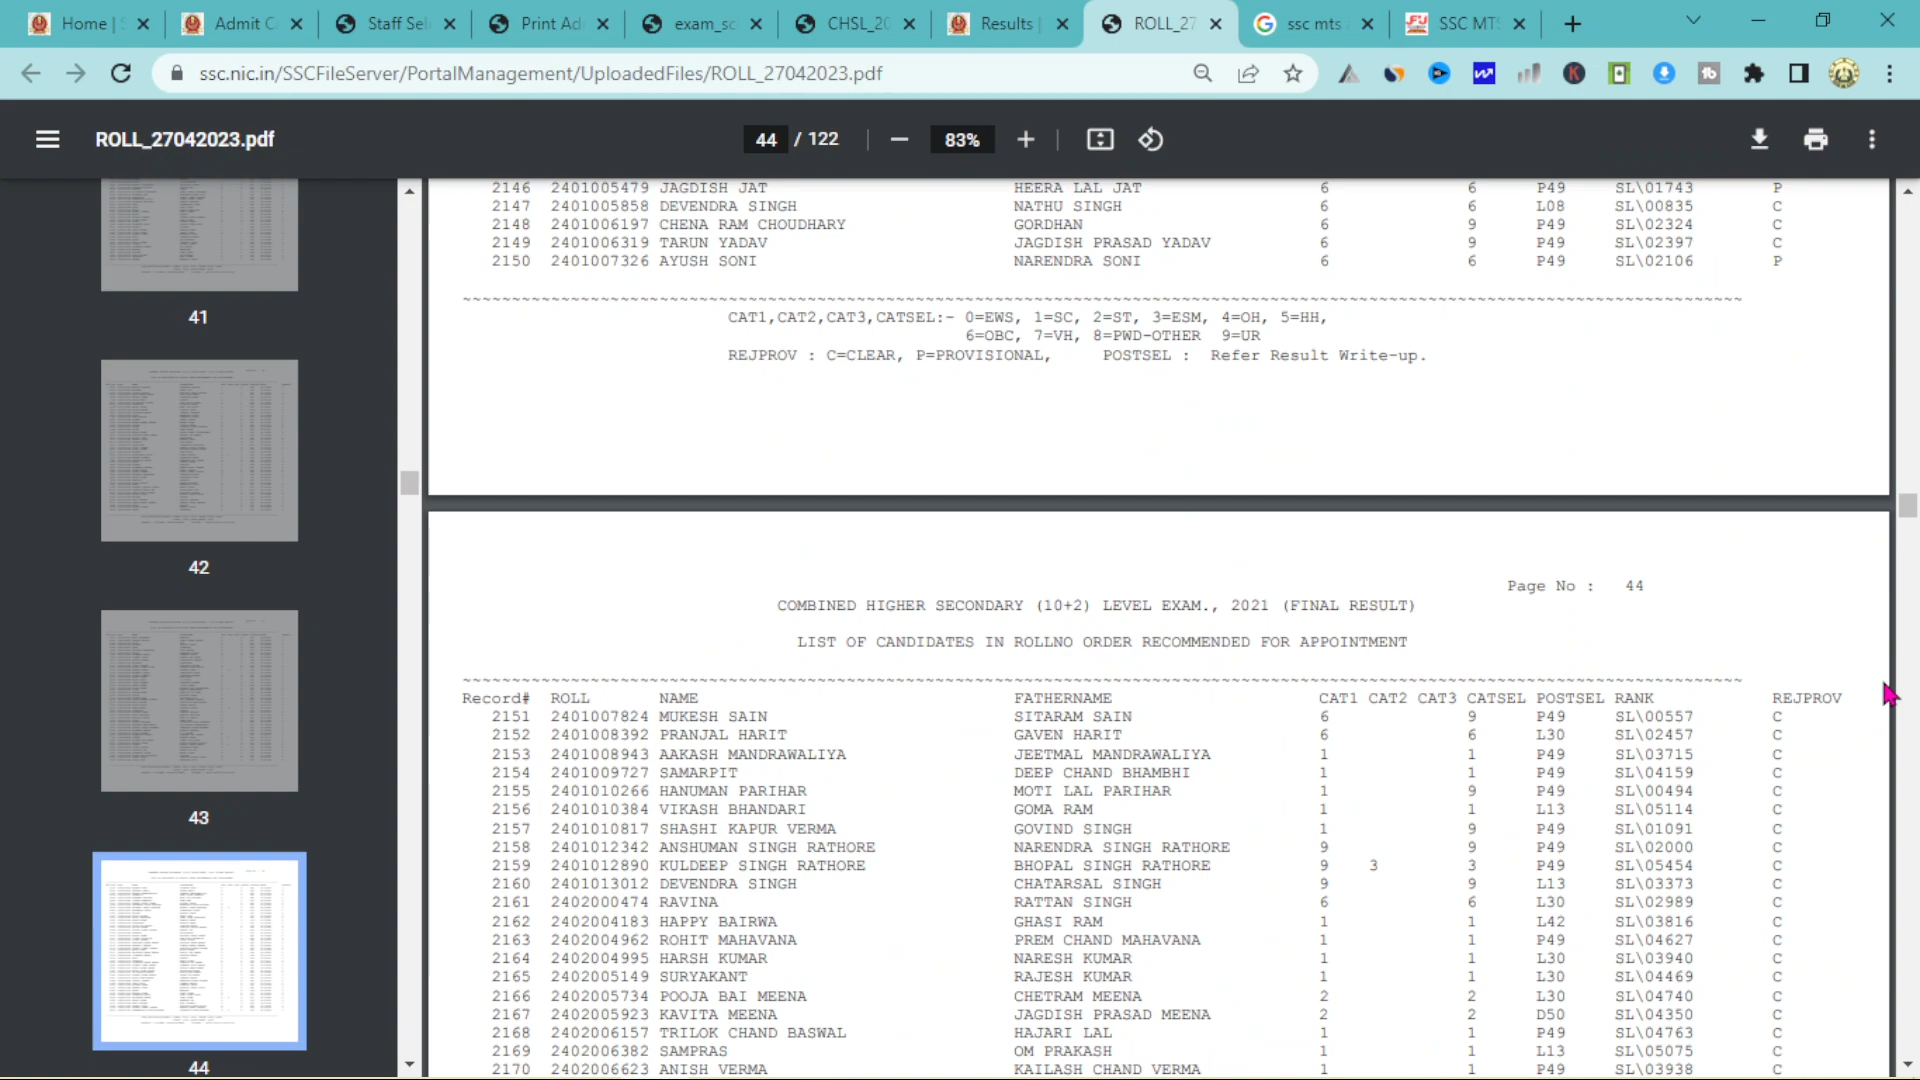 Home |
Admit C
Staff Sel
Print Ad
exam_sc
CHSL_20
Results |
ROLL_27
ssc mts
SSC MTS
ssc.nic.in/SSCFileServer/PortalManagement/UploadedFiles/ROLL_27042023.pdf
ROLL_27042023.pdf
44 / 122
83%
41
42
43
44
2146 2401005479 JAGDISH JAT HEERA LAL JAT 6 6 P49 SL\01743 P
2147 2401005858 DEVENDRA SINGH NATHU SINGH 6 6 L08 SL\00835 C
2148 2401006197 CHENA RAM CHOUDHARY GORDHAN 6 9 P49 SL\02324 C
2149 2401006319 TARUN YADAV JAGDISH PRASAD YADAV 6 9 P49 SL\02397 C
2150 2401007326 AYUSH SONI NARENDRA SONI 6 6 P49 SL\02106 P
CAT1,CAT2,CAT3,CATSEL:- 0=EWS, 1=SC, 2=ST, 3=ESM, 4=OH, 5=HH,
6=OBC, 7=VH, 8=PWD-OTHER 9=UR
REJPROV : C=CLEAR, P=PROVISIONAL, POSTSEL : Refer Result Write-up.
Page No : 44
COMBINED HIGHER SECONDARY (10+2) LEVEL EXAM., 2021 (FINAL RESULT)
LIST OF CANDIDATES IN ROLLNO ORDER RECOMMENDED FOR APPOINTMENT
Record# ROLL NAME FATHERNAME CAT1 CAT2 CAT3 CATSEL POSTSEL RANK REJPROV
2151 2401007824 MUKESH SAIN SITARAM SAIN 6 9 P49 SL\00557 C
2152 2401008392 PRANJAL HARIT GAVEN HARIT 6 6 L30 SL\02457 C
2153 2401008943 AAKASH MANDRAWALIYA JEETMAL MANDRAWALIYA 1 1 P49 SL\03715 C
2154 2401009727 SAMARPIT DEEP CHAND BHAMBHI 1 1 P49 SL\04159 C
2155 2401010266 HANUMAN PARIHAR MOTI LAL PARIHAR 1 9 P49 SL\00494 C
2156 2401010384 VIKASH BHANDARI GOMA RAM 1 1 L13 SL\05114 C
2157 2401010817 SHASHI KAPUR VERMA GOVIND SINGH 1 9 P49 SL\01091 C
2158 2401012342 ANSHUMAN SINGH RATHORE NARENDRA SINGH RATHORE 9 9 P49 SL\02000 C
2159 2401012890 KULDEEP SINGH RATHORE BHOPAL SINGH RATHORE 9 3 3 P49 SL\05454 C
2160 2401013012 DEVENDRA SINGH CHATARSAL SINGH 9 9 L13 SL\03373 C
2161 2402000474 RAVINA RATTAN SINGH 6 6 L30 SL\02989 C
2162 2402004183 HAPPY BAIRWA GHASI RAM 1 1 L42 SL\03816 C
2163 2402004962 ROHIT MAHAVANA PREM CHAND MAHAVANA 1 1 P49 SL\04627 C
2164 2402004995 HARSH KUMAR NARESH KUMAR 1 1 L30 SL\03940 C
2165 2402005149 SURYAKANT RAJESH KUMAR 1 1 L30 SL\04469 C
2166 2402005734 POOJA BAI MEENA CHETRAM MEENA 2 2 L30 SL\04740 C
2167 2402005923 KAVITA MEENA JAGDISH PRASAD MEENA 2 2 D50 SL\04350 C
2168 2402006157 TRILOK CHAND BASWAL HAJARI LAL 1 1 P49 SL\04763 C
2169 2402006382 SAMPRAS OM PRAKASH 1 1 L13 SL\05075 C
2170 2402006623 ANISH VERMA KAILASH CHAND VERMA 1 1 P49 SL\03938 C